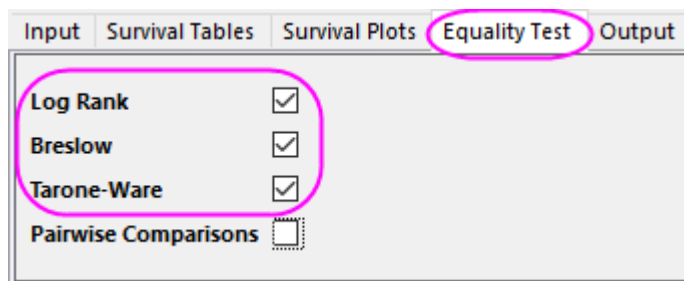 Input Survival Tables Survival Plots Equality Test Output
Log Rank
Breslow
Tarone-Ware
Pairwise Comparisons